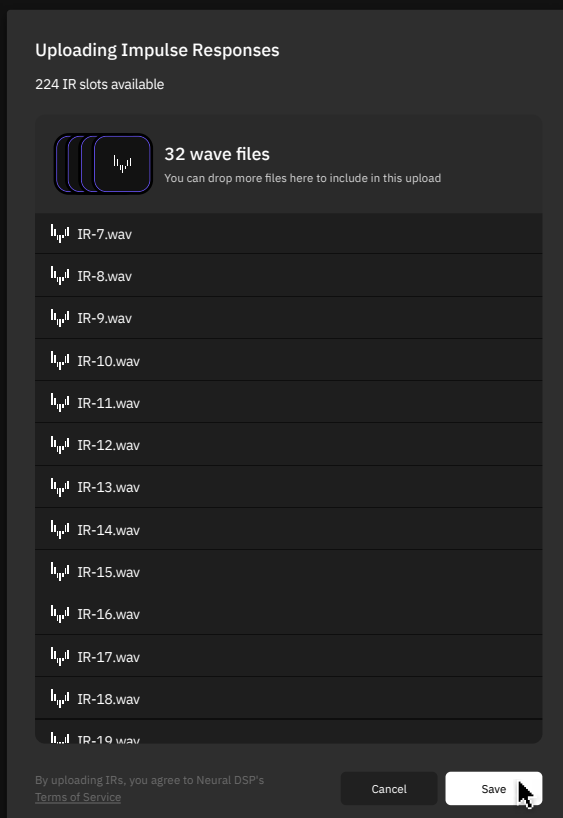 Uploading Impulse Responses
224 IR slots available
32 wave files
You can drop more files here to include in this upload
IR-7.wav
IR-8.wav
IR-9.wav
IR-10.wav
IR-11.wav
IR-12.wav
IR-13.wav
IR-14.wav
IR-15.wav
IR-16.wav
IR-17.wav
IR-18.wav
IR-19.wav
By uploading IRs, you agree to Neural DSP's
Terms of Service
Cancel
Save